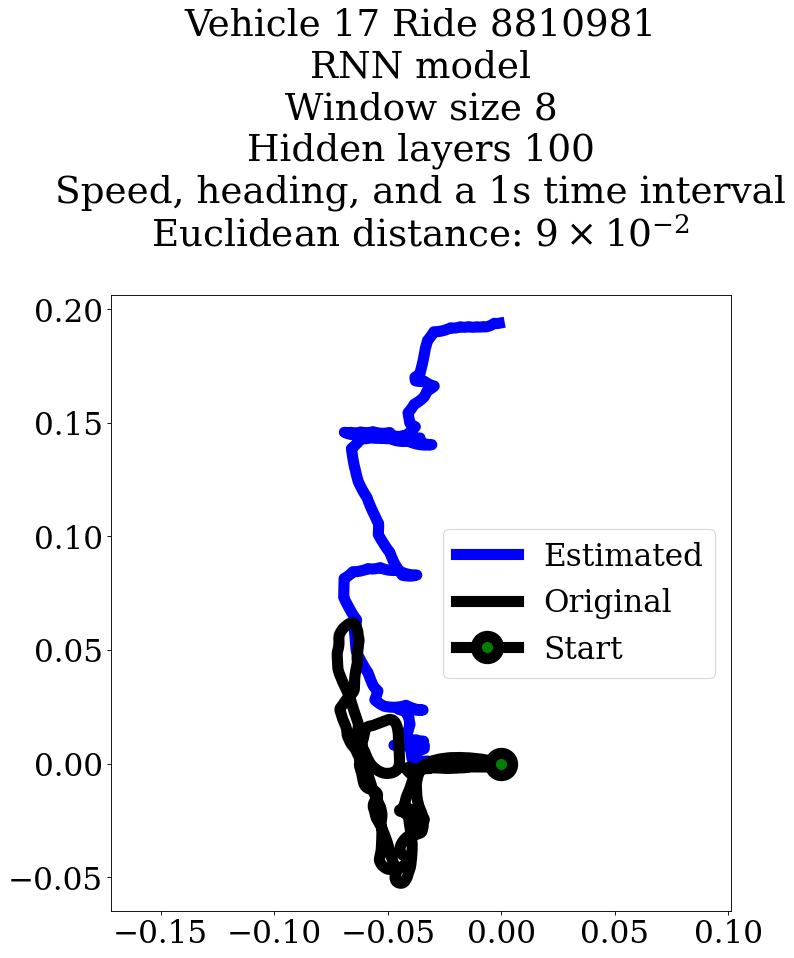 Vehicle 17 Ride 8810981
RNN model
Window size 8
Hidden layers 100
Speed, heading, and a 1s time interval
Euclidean distance: 9 × 10⁻²
0.20
0.15
0.10
0.05
0.00
−0.05
Estimated
Original
Start
−0.15 −0.10 −0.05 0.00 0.05 0.10